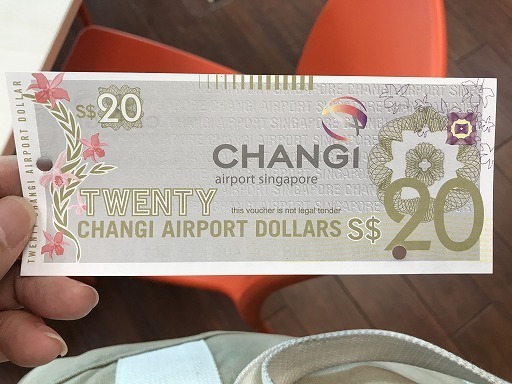 TWENTY CHANGI AIRPORT DOLLAR
S$20
CHANGI
airport singapore
TWENTY
this voucher is not legal tender
CHANGI AIRPORT DOLLARS S$20